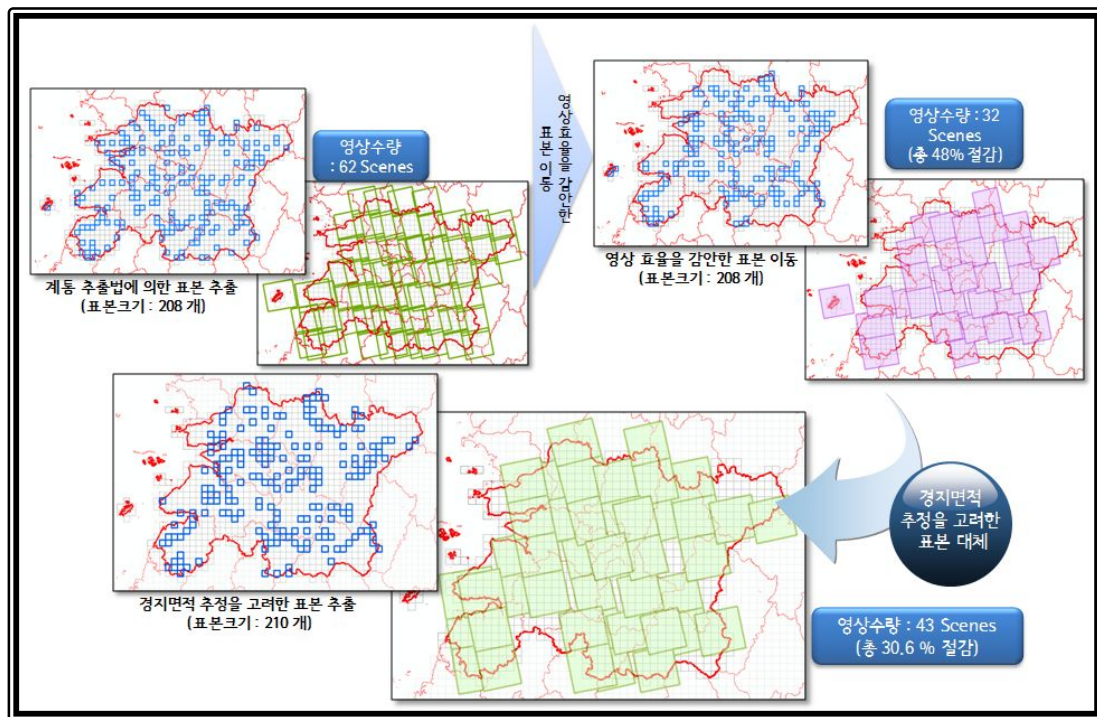 영상수량
: 62 Scenes
계통 추출법에 의한 표본 추출
(표본크기 : 208 개)
영상효율을 감안한
표본 이동
영상수량 : 32
Scenes
(총 48% 절감)
영상 효율을 감안한 표본 이동
(표본크기 : 208 개)
경지면적
추정을 고려한
표본 대체
경지면적 추정을 고려한 표본 추출
(표본크기 : 210 개)
영상수량 : 43 Scenes
(총 30.6 % 절감)